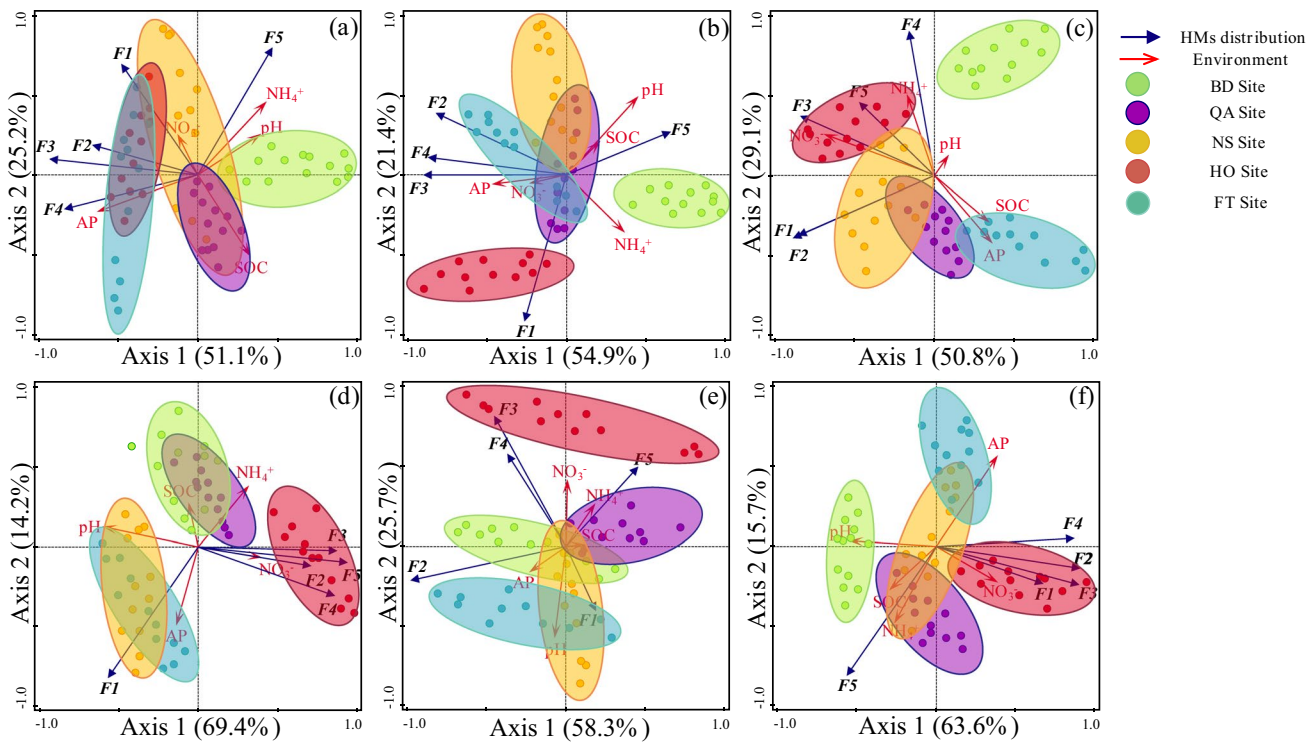 (a)
1.0
F1
F5
NH₄⁺
NO₃⁻
pH
F2
F3
F4
AP
SOC
Axis 2 (25.2%)
-1.0
-1.0
Axis 1 (51.1%)
1.0
(b)
1.0
F2
pH
SOC
F5
F4
F3
AP
NO₃⁻
NH₄⁺
F1
Axis 2 (21.4%)
-1.0
-1.0
Axis 1 (54.9%)
1.0
(c)
1.0
F4
F5
NH₄⁺
F3
NO₃⁻
pH
SOC
F1
F2
AP
Axis 2 (29.1%)
-1.0
-1.0
Axis 1 (50.8%)
1.0
HMs distribution
Environment
BD Site
QA Site
NS Site
HO Site
FT Site
(d)
1.0
NH₄⁺
SOC
pH
F3
NO₃⁻
F2
F5
F4
AP
F1
Axis 2 (14.2%)
-1.0
-1.0
Axis 1 (69.4%)
1.0
(e)
1.0
F3
F4
NO₃⁻
F5
NH₄⁺
SOC
F2
AP
F1
pH
Axis 2 (25.7%)
-1.0
-1.0
Axis 1 (58.3%)
1.0
(f)
1.0
AP
pH
F4
F2
F1
F3
NO₃⁻
SOC
F5
Axis 2 (15.7%)
-1.0
-1.0
Axis 1 (63.6%)
1.0